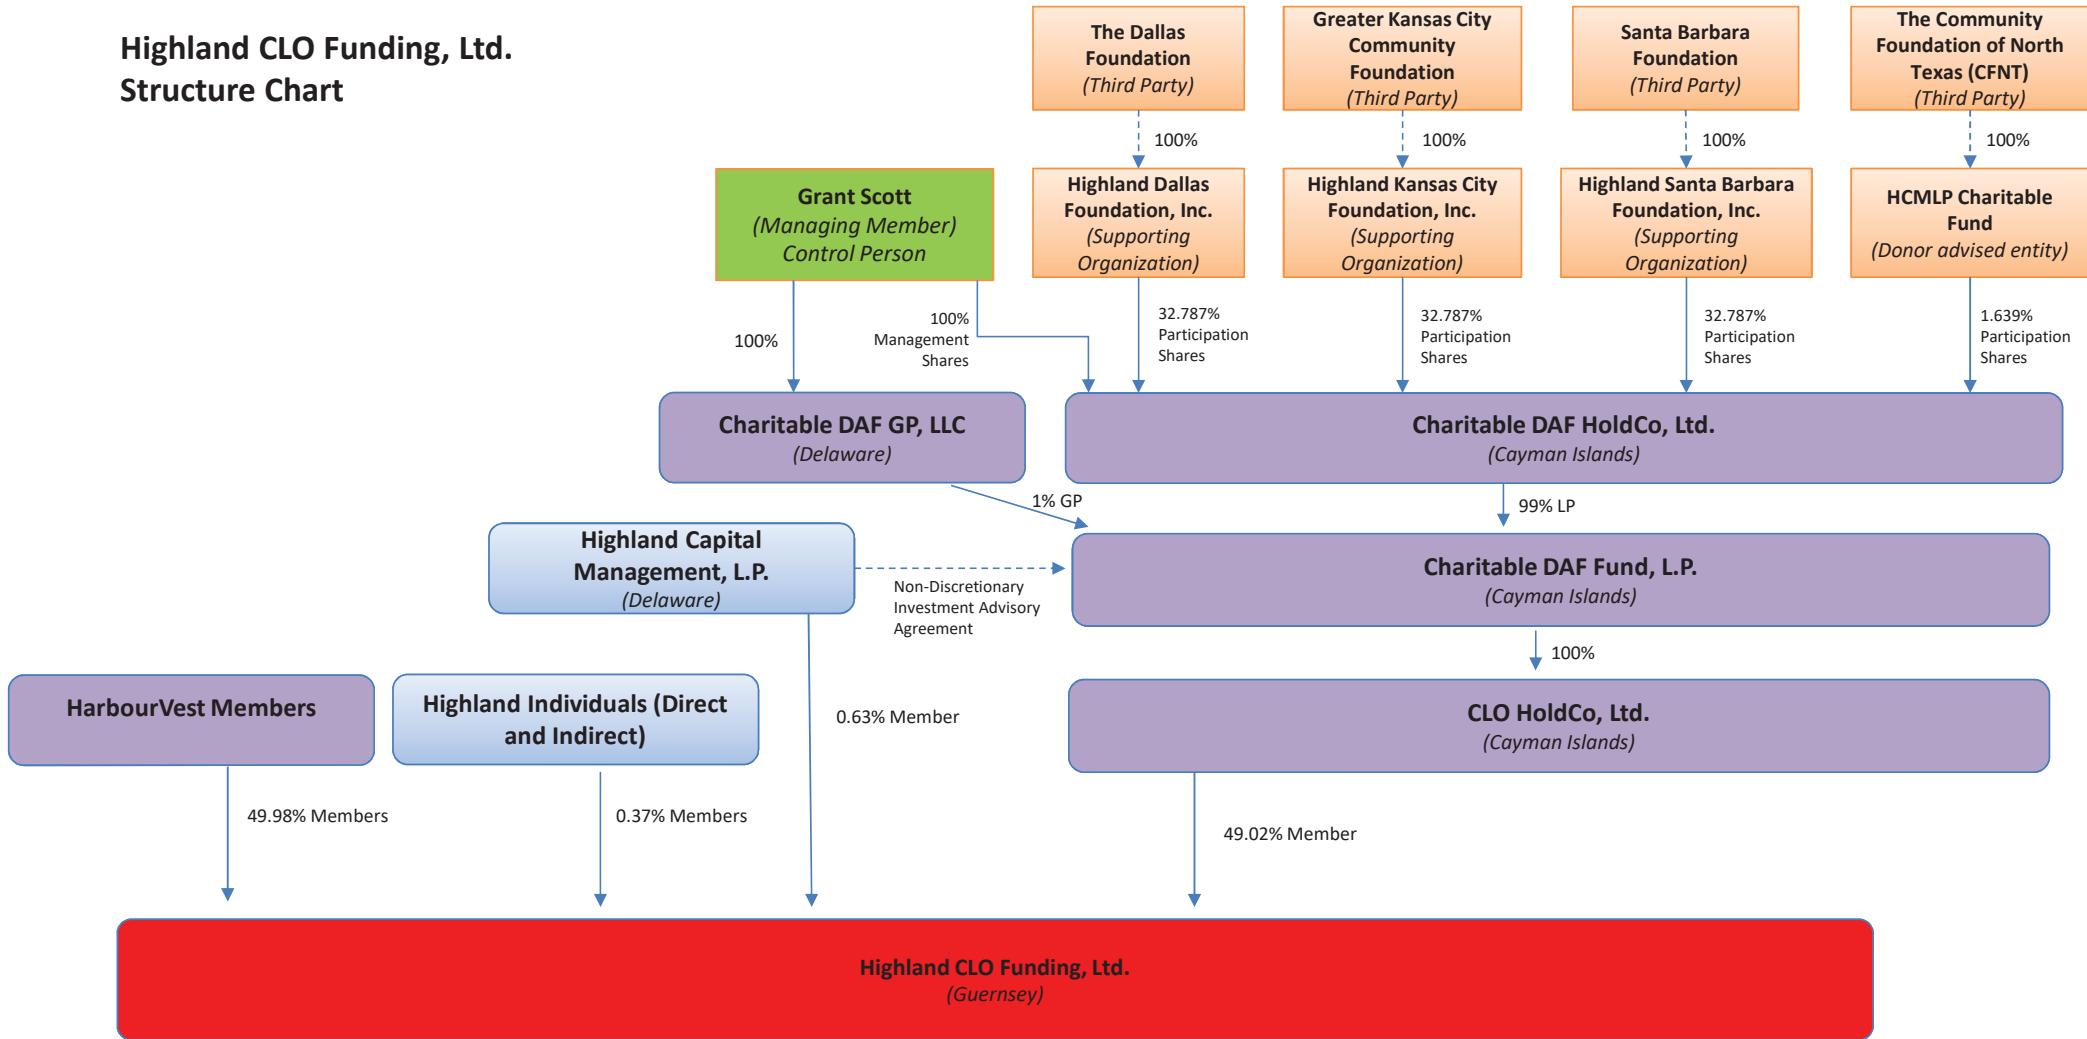 Highland CLO Funding, Ltd.
Structure Chart
The Dallas
Foundation
(Third Party)
Greater Kansas City
Community
Foundation
(Third Party)
Santa Barbara
Foundation
(Third Party)
The Community
Foundation of North
Texas (CFNT)
(Third Party)
100%
100%
100%
100%
Grant Scott
(Managing Member)
Control Person
Highland Dallas
Foundation, Inc.
(Supporting
Organization)
Highland Kansas City
Foundation, Inc.
(Supporting
Organization)
Highland Santa Barbara
Foundation, Inc.
(Supporting
Organization)
HCMLP Charitable
Fund
(Donor advised entity)
100%
100%
Management
Shares
32.787%
Participation
Shares
32.787%
Participation
Shares
32.787%
Participation
Shares
1.639%
Participation
Shares
Charitable DAF GP, LLC
(Delaware)
Charitable DAF HoldCo, Ltd.
(Cayman Islands)
1% GP
99% LP
Highland Capital
Management, L.P.
(Delaware)
Non-Discretionary
Investment Advisory
Agreement
Charitable DAF Fund, L.P.
(Cayman Islands)
100%
HarbourVest Members
Highland Individuals (Direct
and Indirect)
0.63% Member
CLO HoldCo, Ltd.
(Cayman Islands)
49.98% Members
0.37% Members
49.02% Member
Highland CLO Funding, Ltd.
(Guernsey)